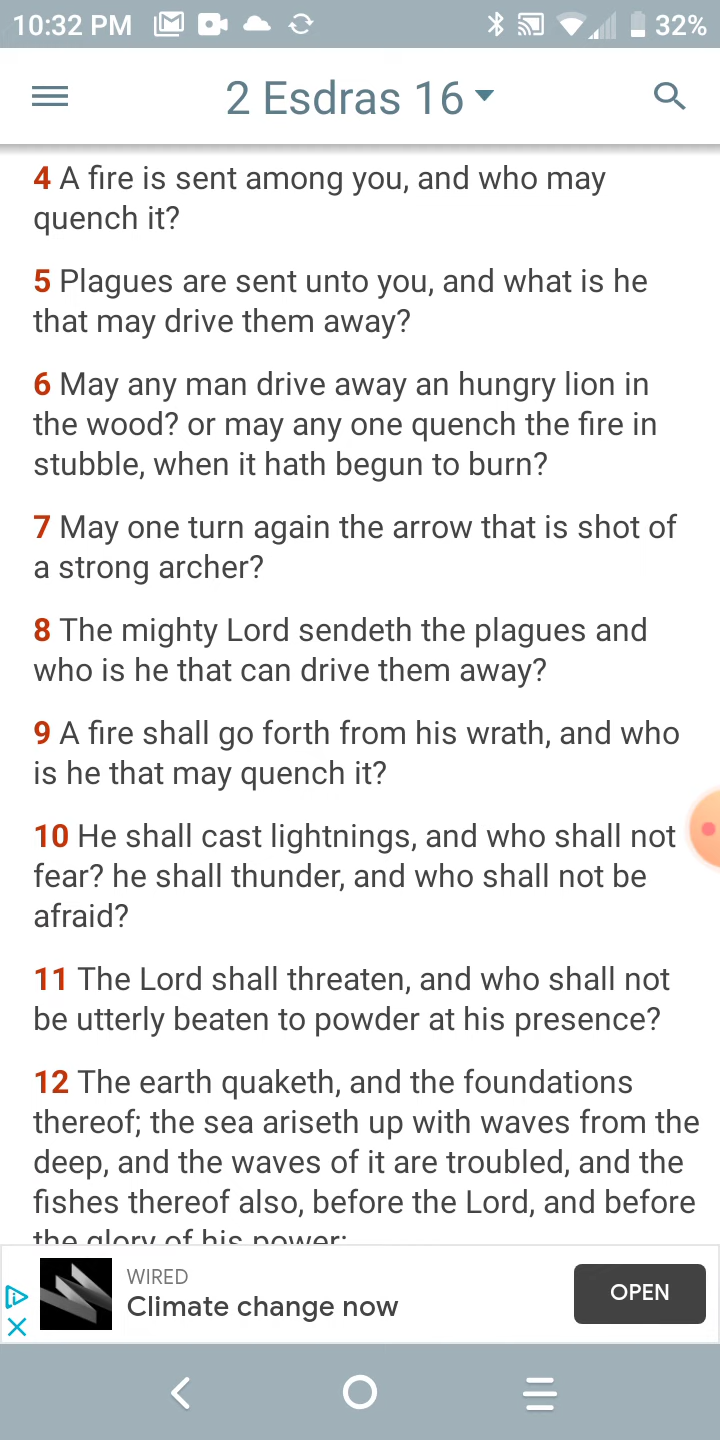 10:32 PM 32%
2 Esdras 16
4 A fire is sent among you, and who may
quench it?
5 Plagues are sent unto you, and what is he
that may drive them away?
6 May any man drive away an hungry lion in
the wood? or may any one quench the fire in
stubble, when it hath begun to burn?
7 May one turn again the arrow that is shot of
a strong archer?
8 The mighty Lord sendeth the plagues and
who is he that can drive them away?
9 A fire shall go forth from his wrath, and who
is he that may quench it?
10 He shall cast lightnings, and who shall not
fear? he shall thunder, and who shall not be
afraid?
11 The Lord shall threaten, and who shall not
be utterly beaten to powder at his presence?
12 The earth quaketh, and the foundations
thereof; the sea ariseth up with waves from the
deep, and the waves of it are troubled, and the
fishes thereof also, before the Lord, and before
the glory of his power:
WIRED
Climate change now
OPEN